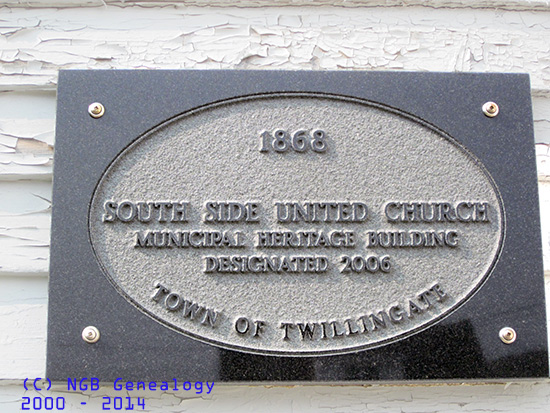 1868
SOUTH SIDE UNITED CHURCH
MUNICIPAL HERITAGE BUILDING
DESIGNATED 2006
TOWN OF TWILLINGATE
(C) NGB Genealogy
2000 - 2014